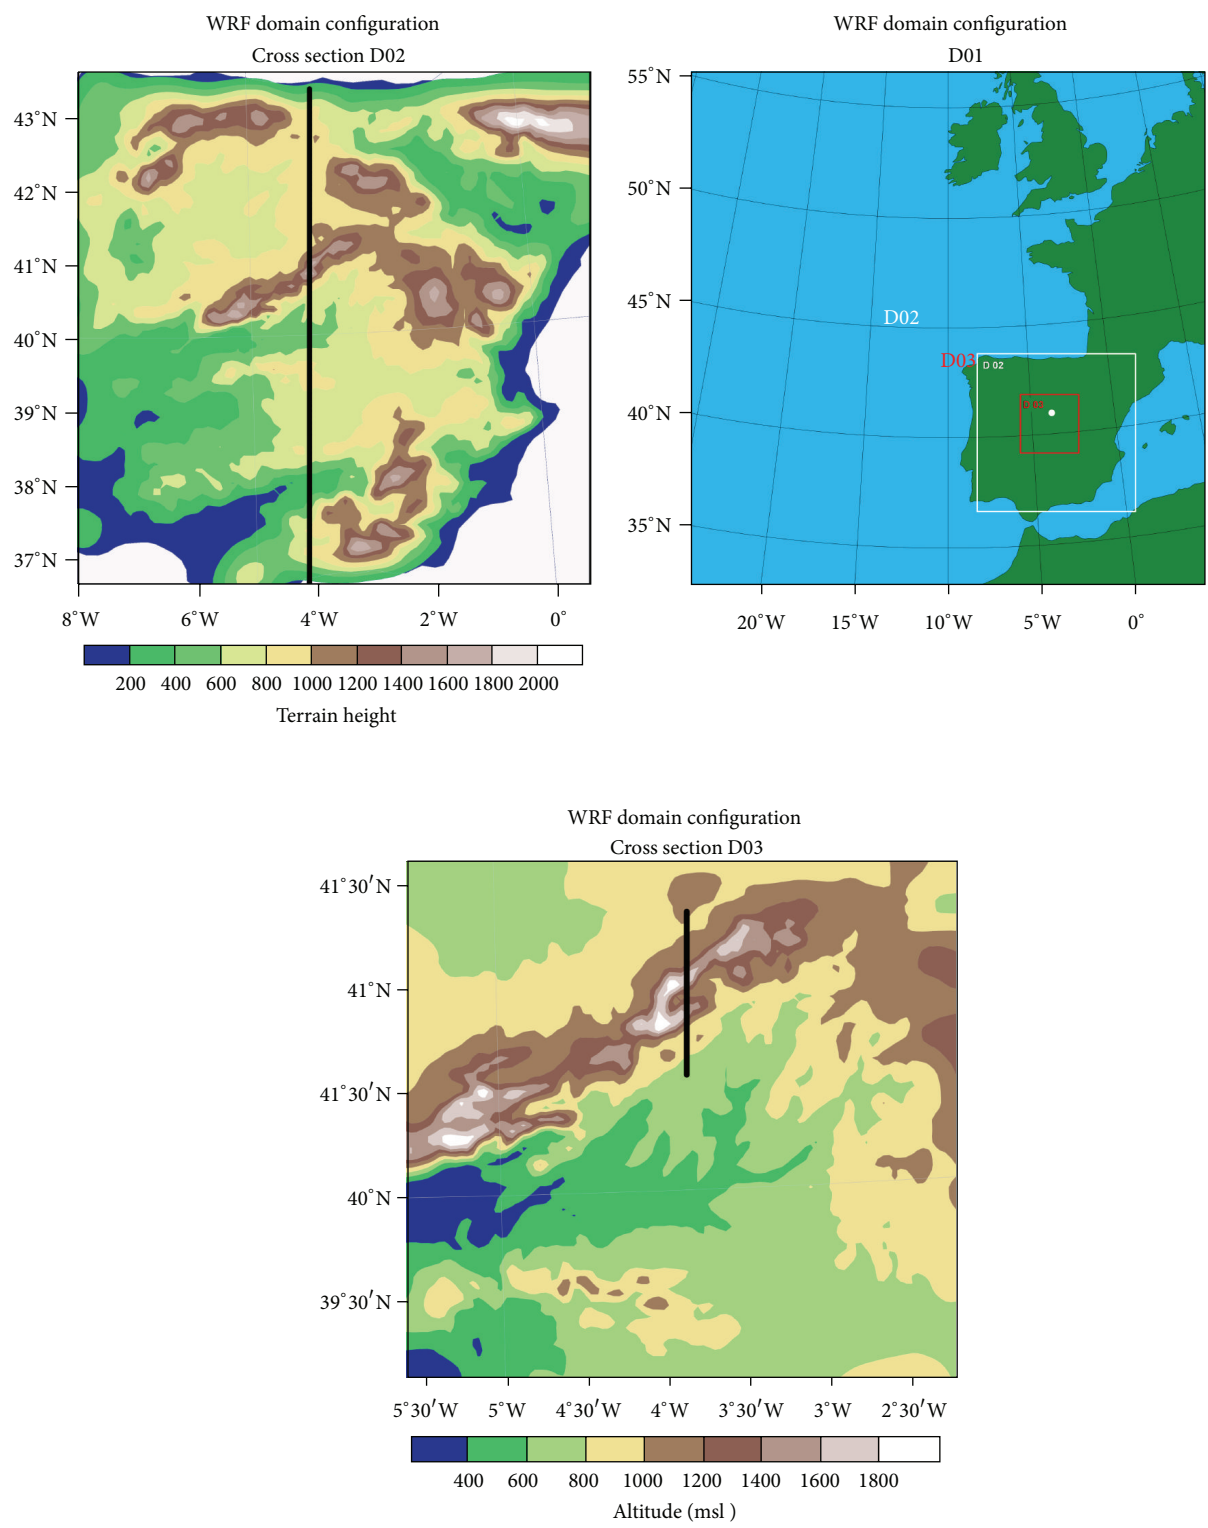 WRF domain configuration
Cross section D02
43°N
42°N
41°N
40°N
39°N
38°N
37°N
8°W 6°W 4°W 2°W 0°
200 400 600 800 1000 1200 1400 1600 1800 2000
Terrain height
WRF domain configuration
D01
55°N
50°N
45°N
40°N
35°N
D02
D03
D 02
D 03
20°W 15°W 10°W 5°W 0°
WRF domain configuration
Cross section D03
41°30′N
41°N
41°30′N
40°N
39°30′N
5°30′W 5°W 4°30′W 4°W 3°30′W 3°W 2°30′W
400 600 800 1000 1200 1400 1600 1800
Altitude (msl )